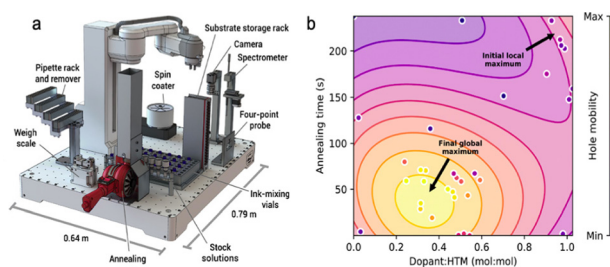 a
Substrate storage rack
Camera
Spectrometer
Pipette rack
and remover
Spin
coater
Four-point
probe
Weigh
scale
Ink-mixing
vials
0.79 m
0.64 m
Stock
solutions
Annealing
b
Annealing time (s)
200
150
100
50
0.0
0.2
0.4
0.6
0.8
1.0
Dopant:HTM (mol:mol)
Initial local
maximum
Final global
maximum
Max
Hole mobility
Min